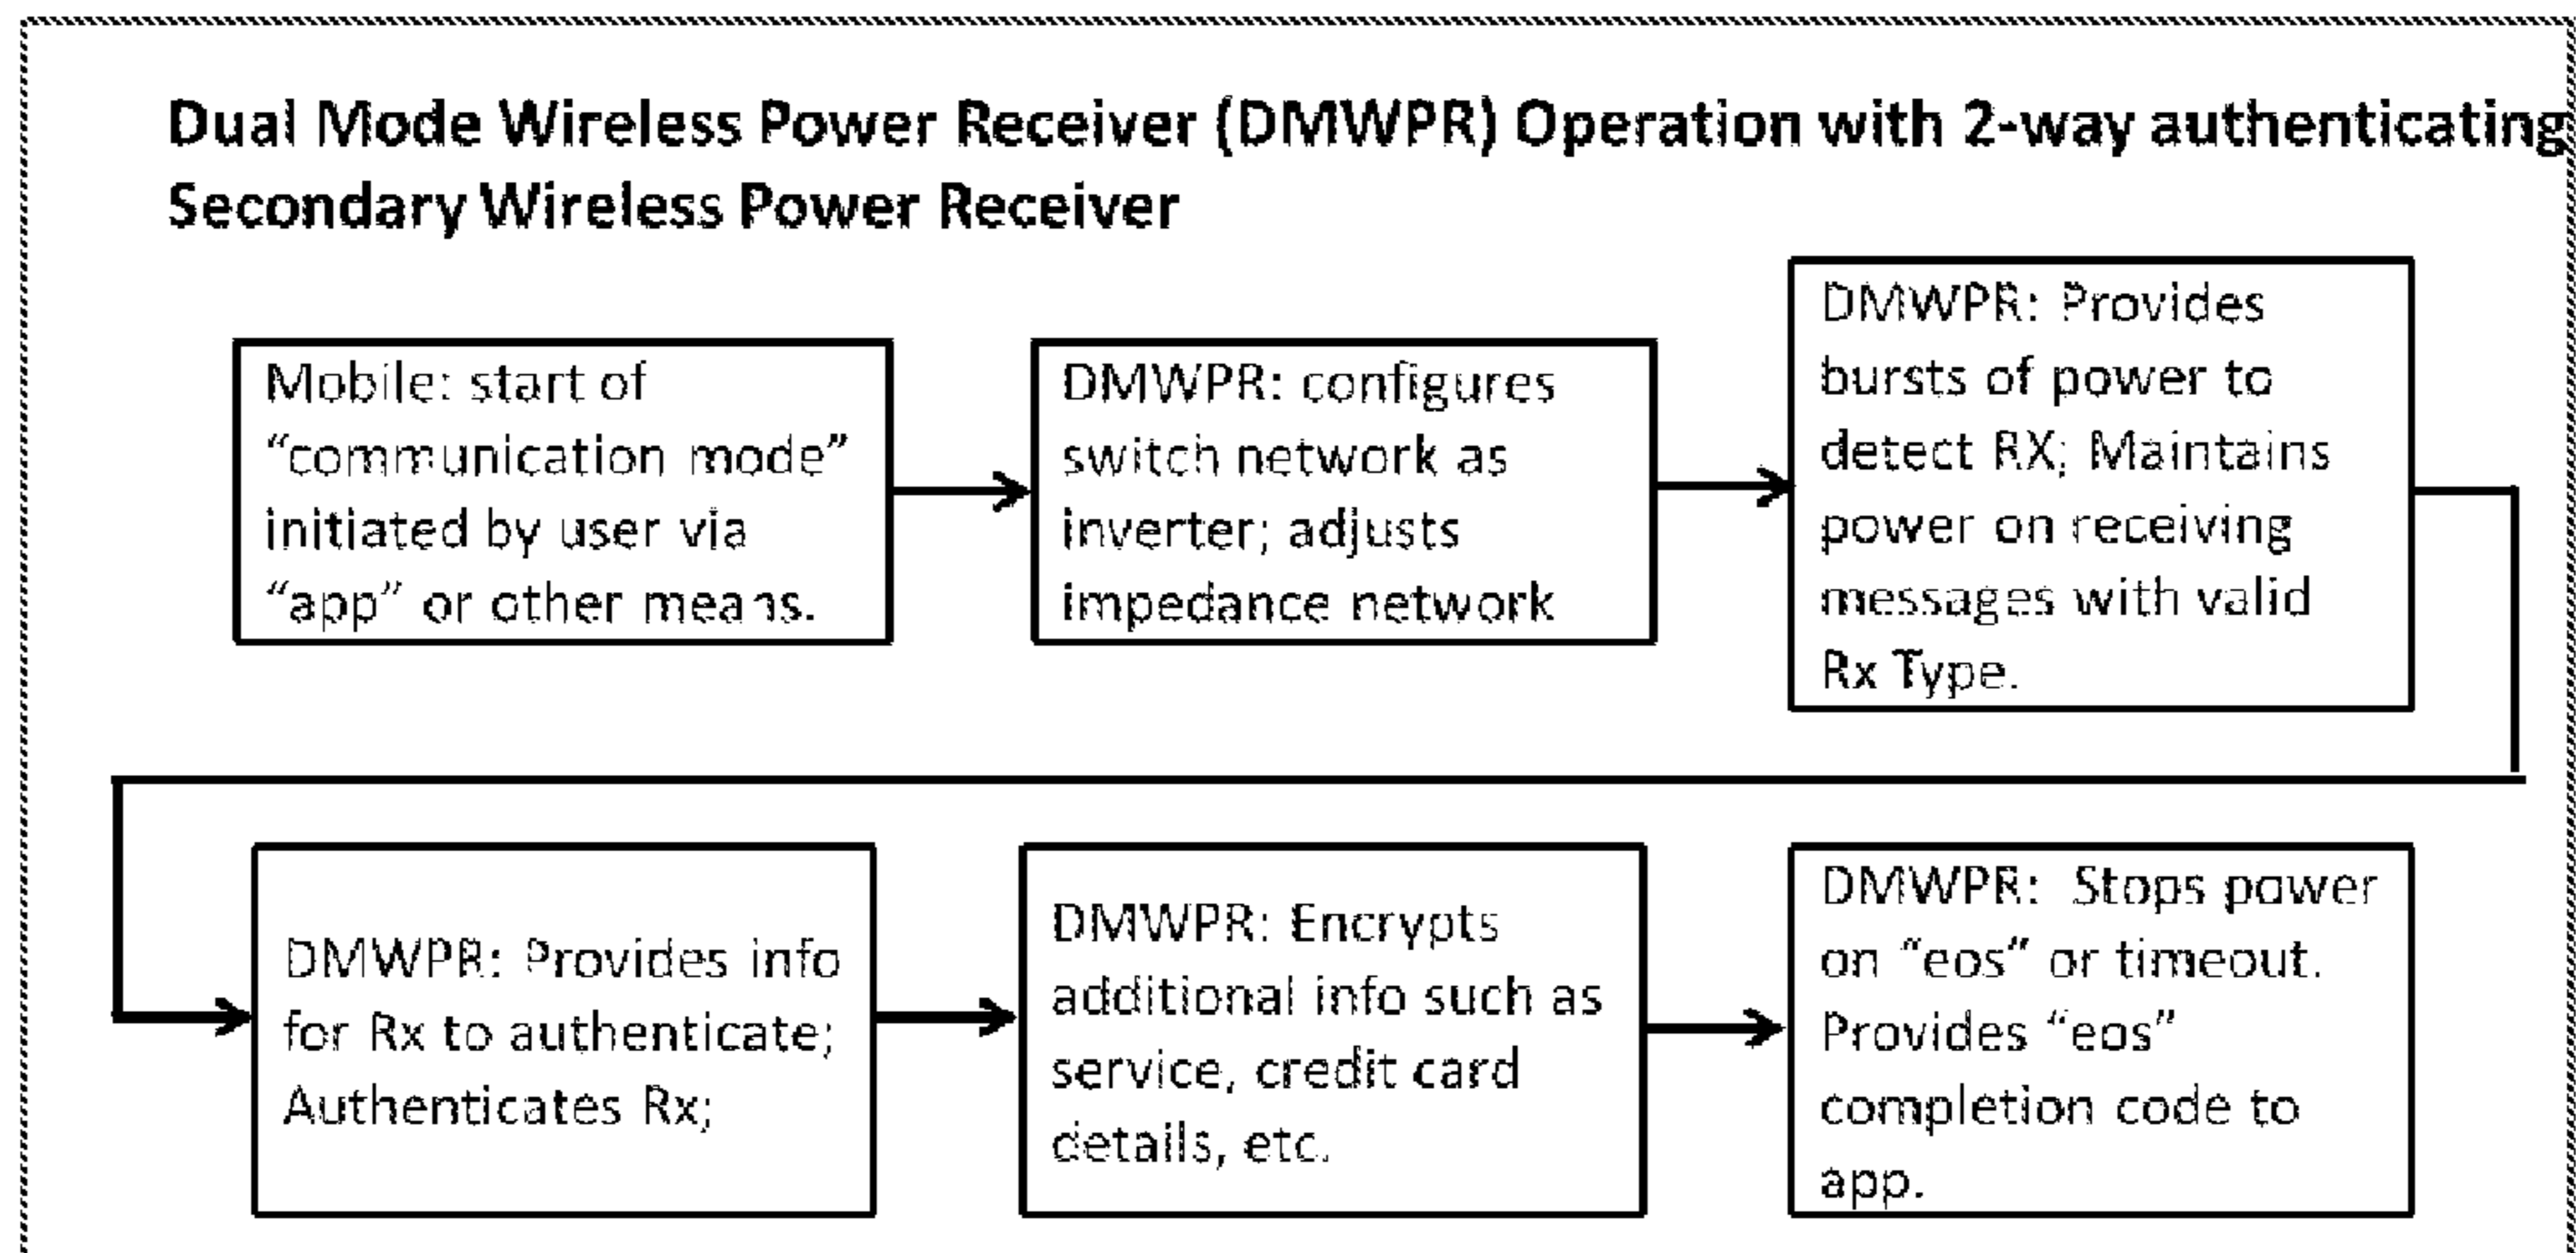 Dual Mode Wireless Power Receiver (DMWPR) Operation with 2-way authenticating
Secondary Wireless Power Receiver
Mobile: start of
“communication mode”
initiated by user via
“app” or other means.
DMWPR: configures
switch network as
inverter; adjusts
impedance network
DMWPR: Provides
bursts of power to
detect RX; Maintains
power on receiving
messages with valid
Rx Type.
DMWPR: Provides info
for Rx to authenticate;
Authenticates Rx;
DMWPR: Encrypts
additional info such as
service, credit card
details, etc.
DMWPR: Stops power
on “eos” or timeout.
Provides “eos”
completion code to
app.